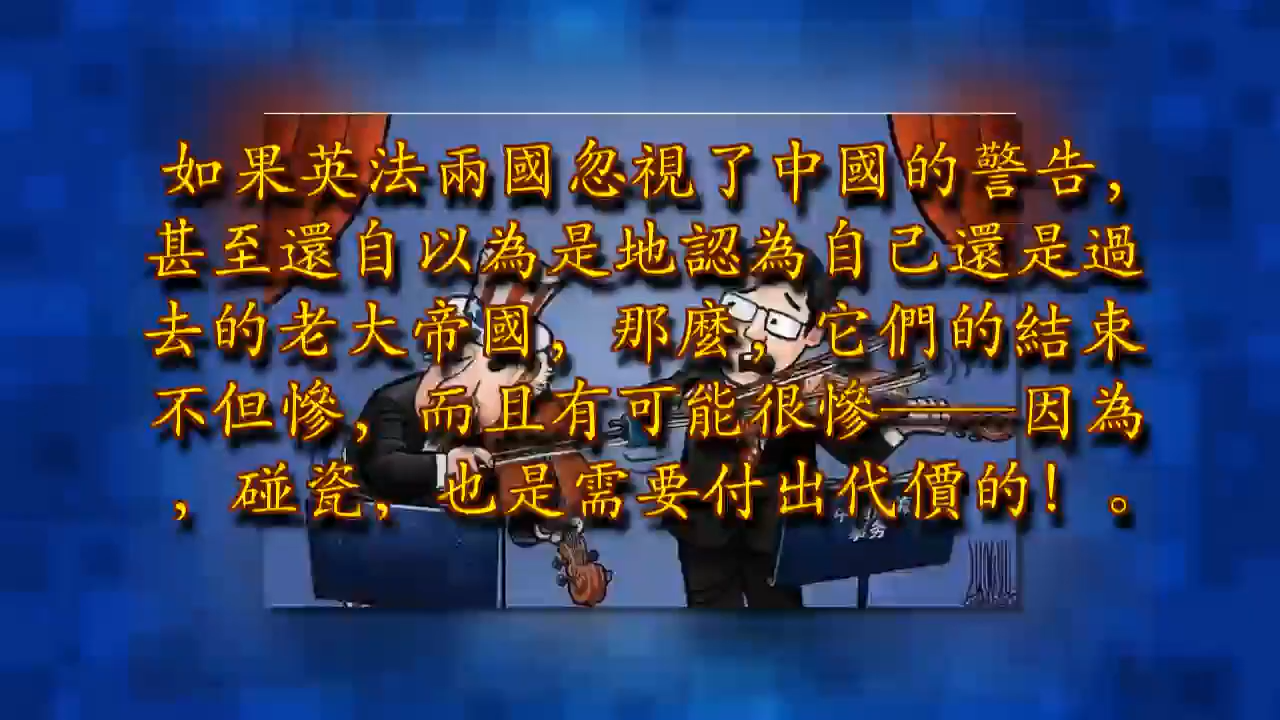 如果英法兩國忽視了中國的警告，
甚至還自以為是地認為自己還是過
去的老大帝國，那麼，它們的結束
不但慘，而且有可能很慘——因為
，碰瓷，也是需要付出代價的！。